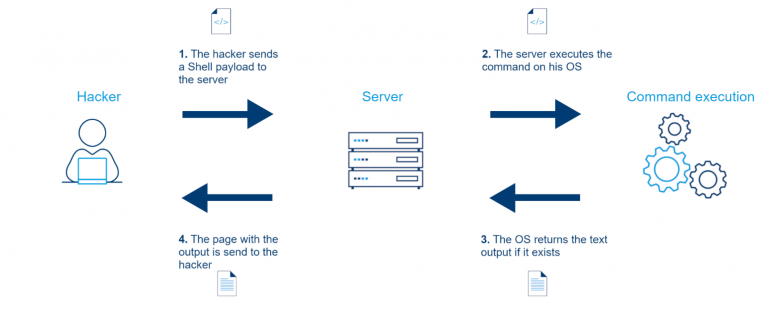 </>
</>
1. The hacker sends
a Shell payload to
the server
2. The server executes the
command on his OS
Hacker
Server
Command execution
4. The page with the
output is send to the
hacker
3. The OS returns the text
output if it exists